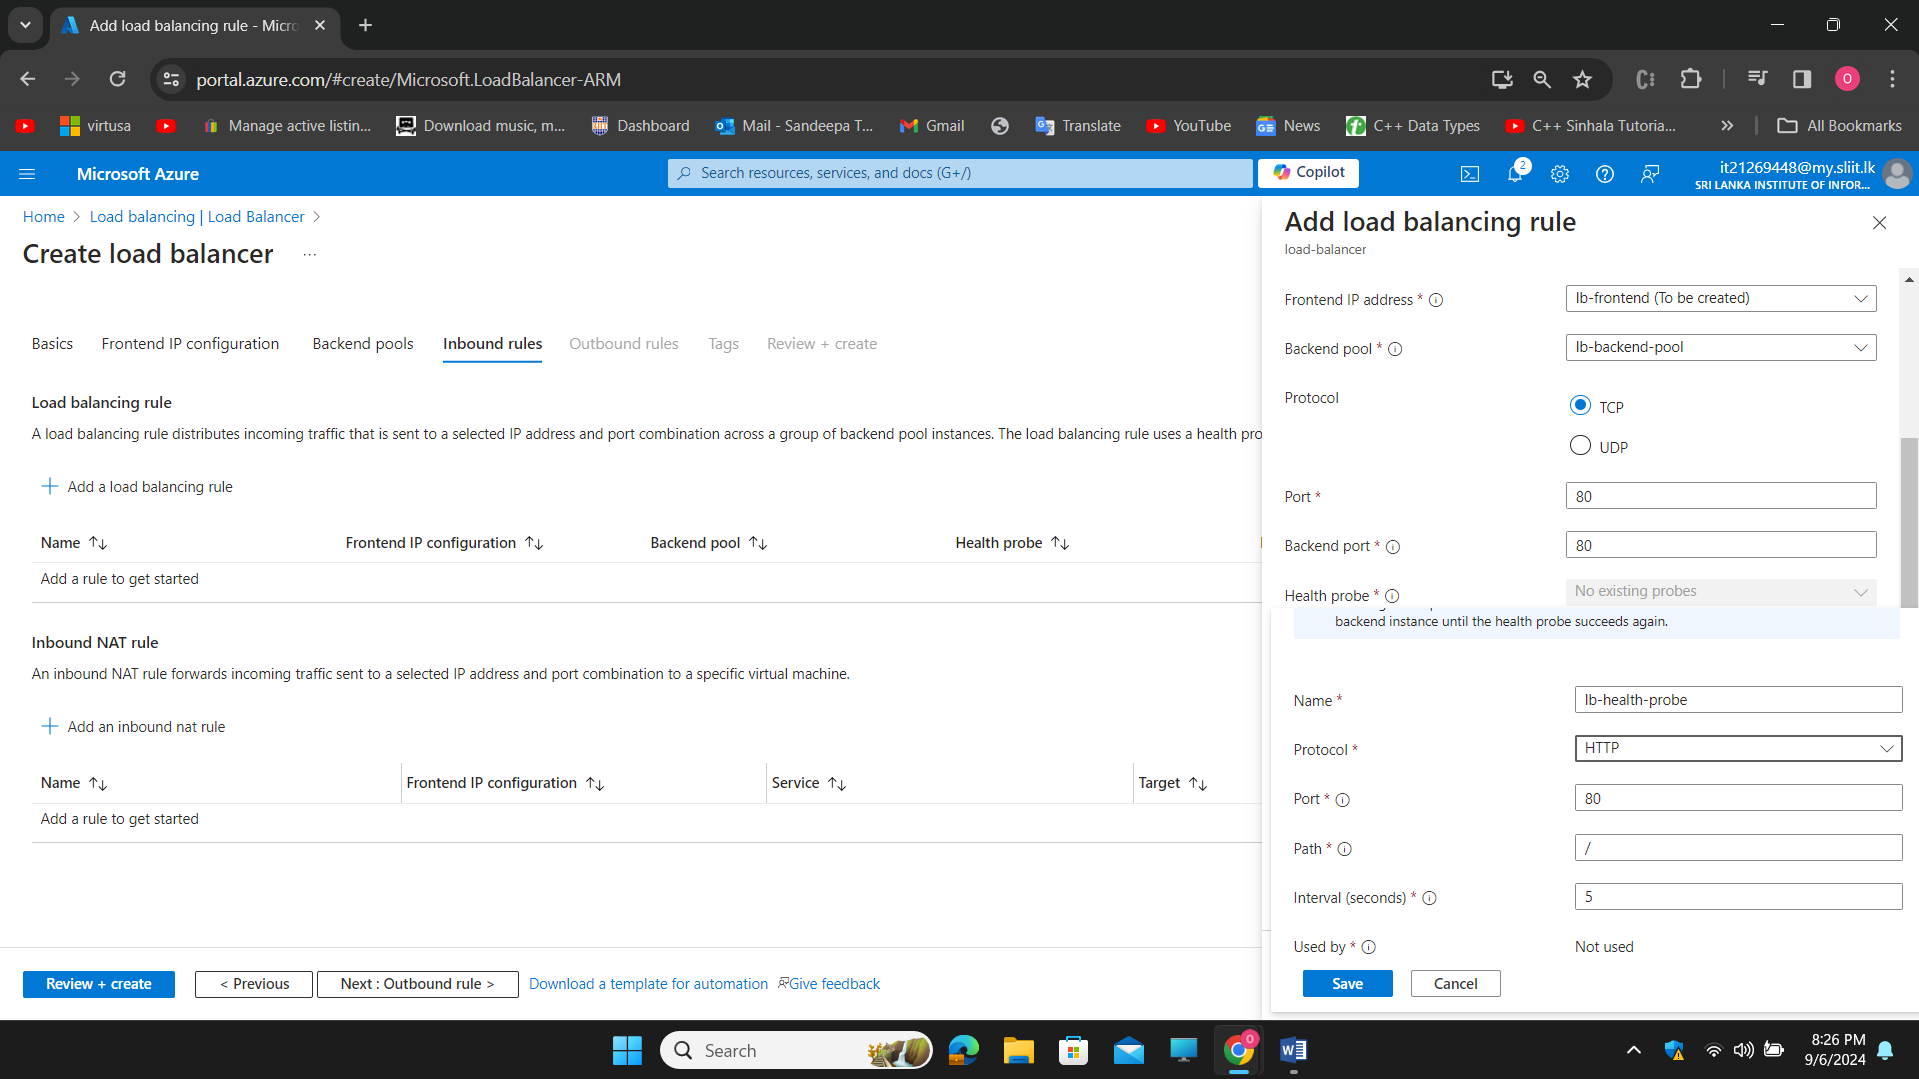 Add load balancing rule - Micro
portal.azure.com/#create/Microsoft.LoadBalancer-ARM
O
virtusa
Manage active listin...
Download music, m...
Dashboard
Mail - Sandeepa T...
Gmail
Translate
YouTube
News
C++ Data Types
C++ Sinhala Tutoria...
All Bookmarks
Microsoft Azure
Search resources, services, and docs (G+/)
Copilot
2
it21269448@my.sliit.lk
SRI LANKA INSTITUTE OF INFOR...
Home > Load balancing | Load Balancer >
Create load balancer ...
Basics
Frontend IP configuration
Backend pools
Inbound rules
Outbound rules
Tags
Review + create
Load balancing rule
A load balancing rule distributes incoming traffic that is sent to a selected IP address and port combination across a group of backend pool instances. The load balancing rule uses a health pro
+ Add a load balancing rule
Name ↑↓ Frontend IP configuration ↑↓ Backend pool ↑↓ Health probe ↑↓
Add a rule to get started
Inbound NAT rule
An inbound NAT rule forwards incoming traffic sent to a selected IP address and port combination to a specific virtual machine.
+ Add an inbound nat rule
Name ↑↓ Frontend IP configuration ↑↓ Service ↑↓ Target ↑↓
Add a rule to get started
Review + create
< Previous
Next : Outbound rule >
Download a template for automation
Give feedback
Add load balancing rule
load-balancer
Frontend IP address * lb-frontend (To be created)
Backend pool * lb-backend-pool
Protocol TCP
UDP
Port * 80
Backend port * 80
Health probe * No existing probes
backend instance until the health probe succeeds again.
Name * lb-health-probe
Protocol * HTTP
Port * 80
Path * /
Interval (seconds) * 5
Used by * Not used
Save
Cancel
Search
0
8:26 PM
9/6/2024